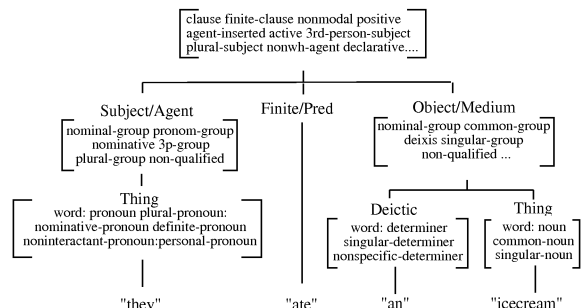 clause finite-clause nonmodal positive
agent-inserted active 3rd-person-subject
plural-subject nonwh-agent declarative....
Subject/Agent
Finite/Pred
Object/Medium
nominal-group pronom-group
nominative 3p-group
plural-group non-qualified
nominal-group common-group
deixis singular-group
non-qualified ...
Thing
word: pronoun plural-pronoun:
nominative-pronoun definite-pronoun
noninteractant-pronoun:personal-pronoun
Deictic
word: determiner
singular-determiner
nonspecific-determiner
Thing
word: noun
common-noun
singular-noun
"they"
"ate"
"an"
"icecream"